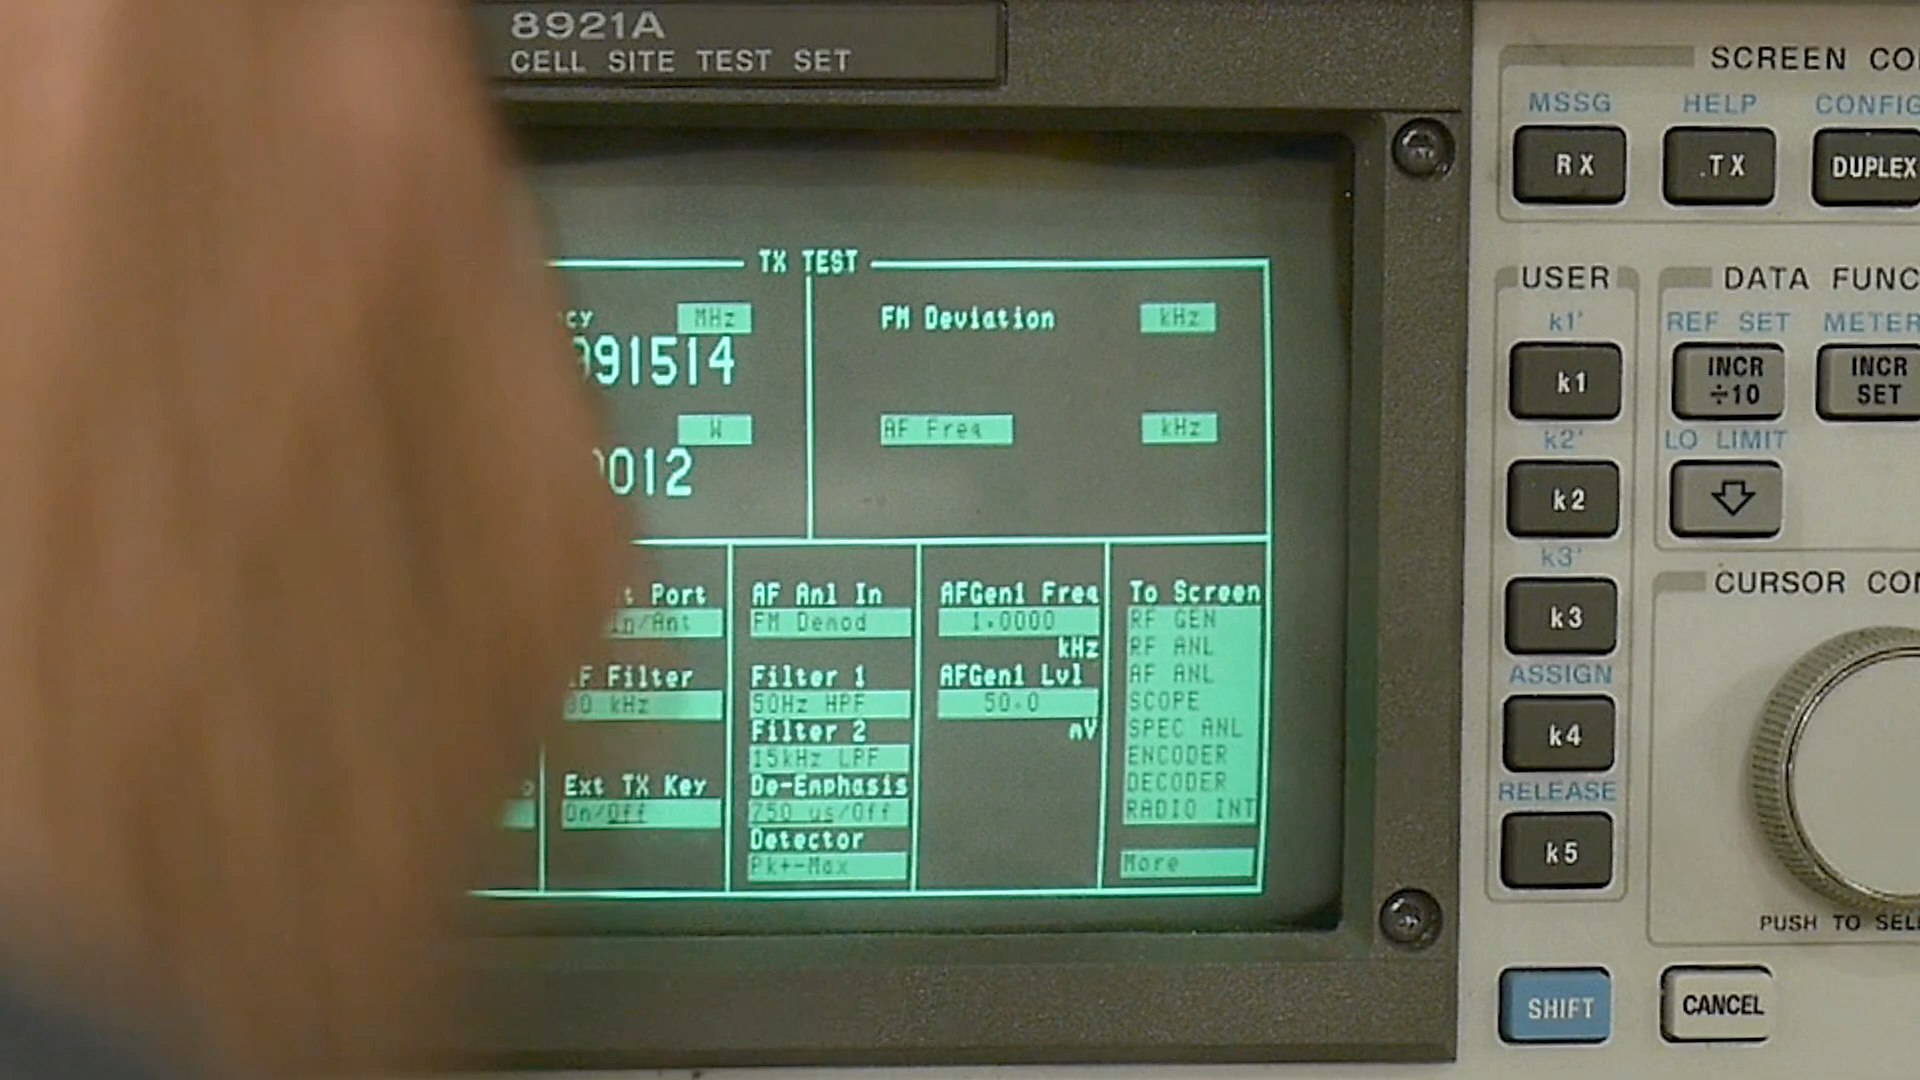 8921A
CELL SITE TEST SET
TX TEST
MHz
991514
W
012
FM Deviation kHz
AF Freq kHz
Port
In/Ant
Filter
kHz
Ext TX Key
On/Off
AF Anl In
FM Demod
Filter 1
50Hz HPF
Filter 2
15kHz LPF
De-Emphasis
750 us/Off
Detector
Pk+-Max
AFGen1 Freq
1.0000
kHz
AFGen1 Lvl
50.0
mV
To Screen
RF GEN
RF ANL
AF ANL
SCOPE
SPEC ANL
ENCODER
DECODER
RADIO INT
More
SCREEN CO
MSSG HELP CONFIG
RX TX DUPLEX
USER
k1'
k1
k2'
k2
k3'
k3
ASSIGN
k4
RELEASE
k5
DATA FUNC
REF SET METER
INCR ÷10
INCR SET
LO LIMIT
CURSOR CO
PUSH TO SEL
SHIFT
CANCEL